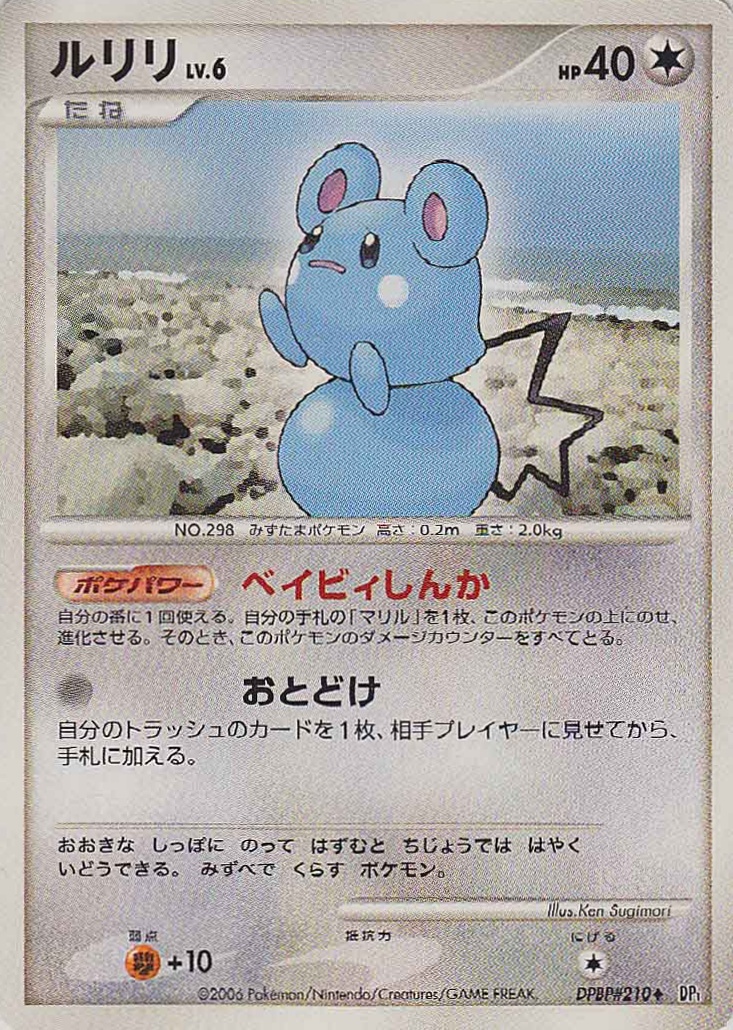 ルリリ LV.6 HP40
たね
NO.298 みずたまポケモン 高さ:0.2m 重さ:2.0kg
ポケパワー ベイビィしんか
自分の番に1回使える。自分の手札の「マリル」を1枚、このポケモンの上にのせ、
進化させる。そのとき、このポケモンのダメージカウンターをすべてとる。
おとどけ
自分のトラッシュのカードを1枚、相手プレイヤーに見せてから、
手札に加える。
おおきな しっぽに のって はずむと ちじょうでは はやく
いどうできる。 みずべで くらす ポケモン。
Illus.Ken Sugimori
弱点 抵抗力 にげる
+10
©2006 Pokémon/Nintendo/Creatures/GAME FREAK. DPBP#210◆ DP1